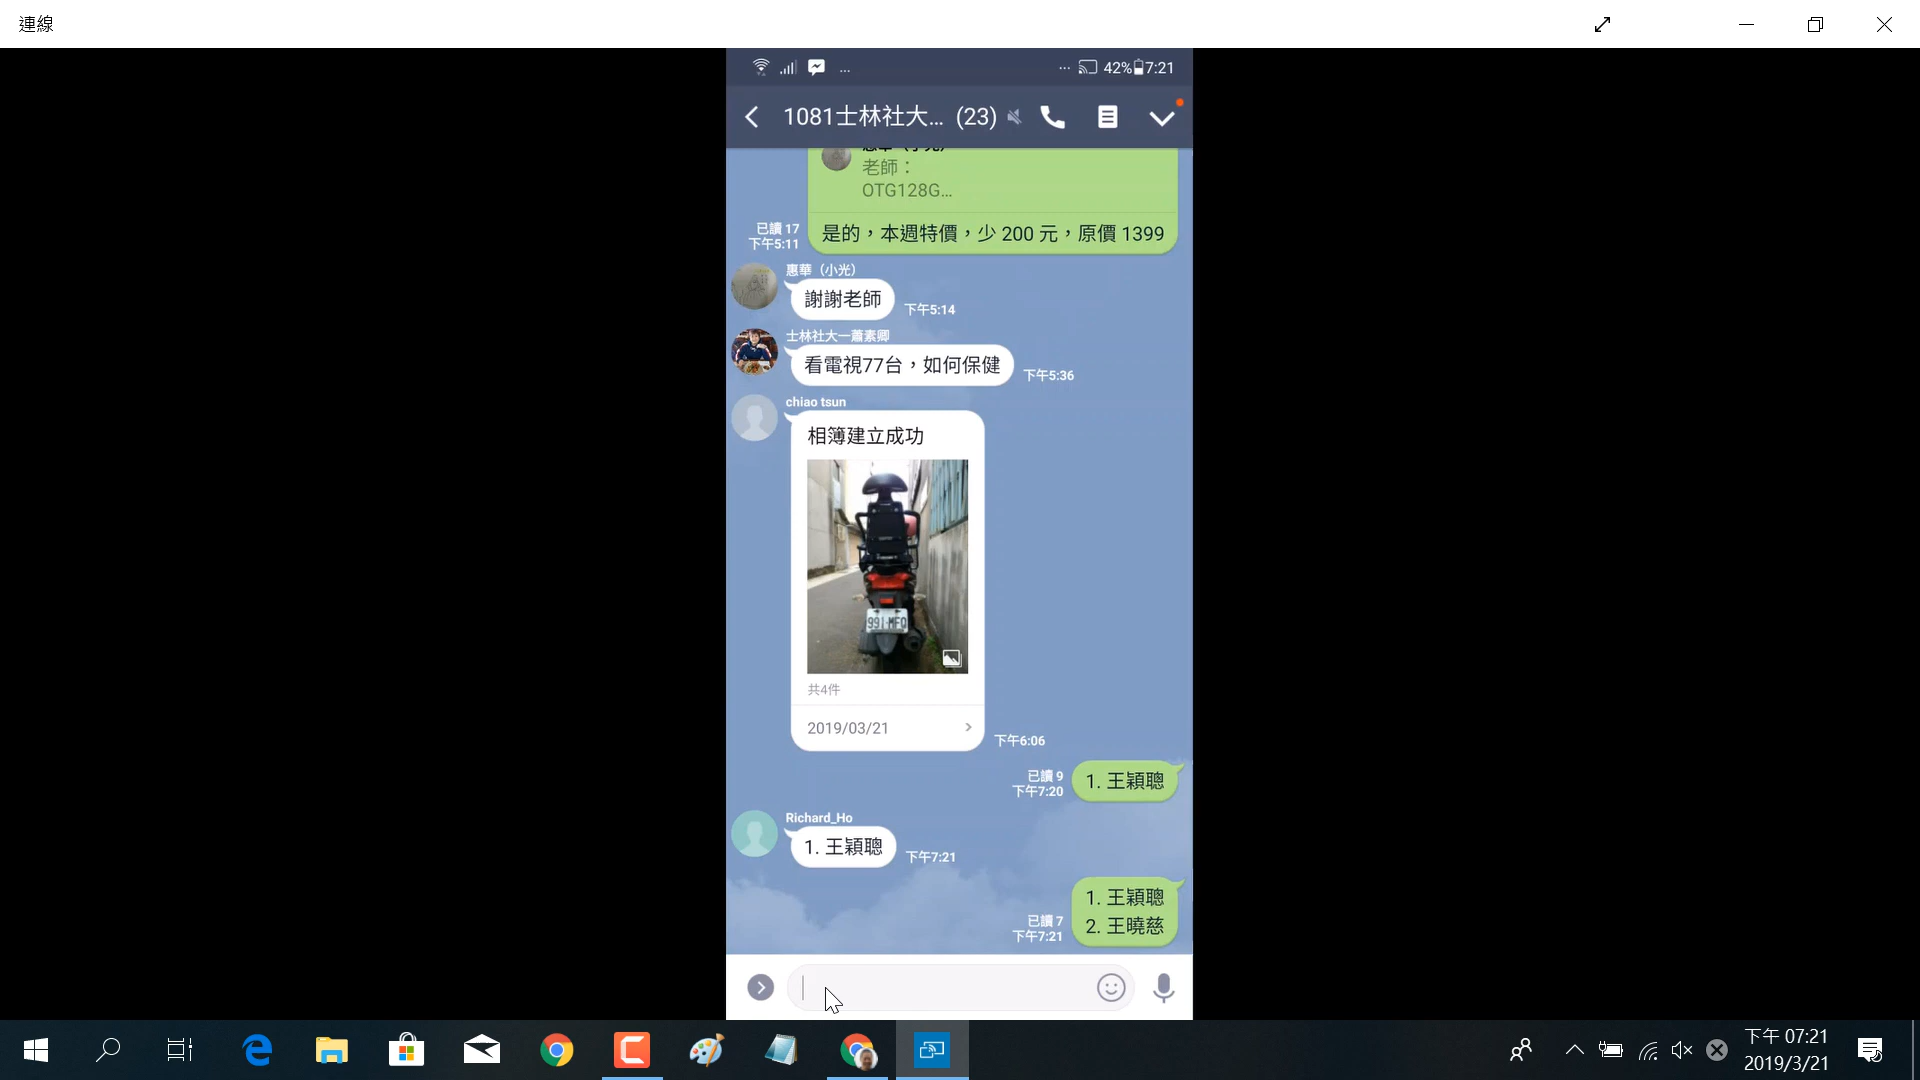 連線
42% 7:21
1081士林社大... (23)
老師：
OTG128G...
已讀 17
下午5:11
是的，本週特價，少 200 元，原價 1399
惠華（小光）
謝謝老師
下午5:14
士林社大一蕭素卿
看電視77台，如何保健
下午5:36
chiao tsun
相簿建立成功
991-MFQ
共4件
2019/03/21
下午6:06
已讀 9
下午7:20
1. 王穎聰
Richard_Ho
1. 王穎聰
下午7:21
1. 王穎聰
2. 王曉慈
已讀 7
下午7:21
下午 07:21
2019/3/21